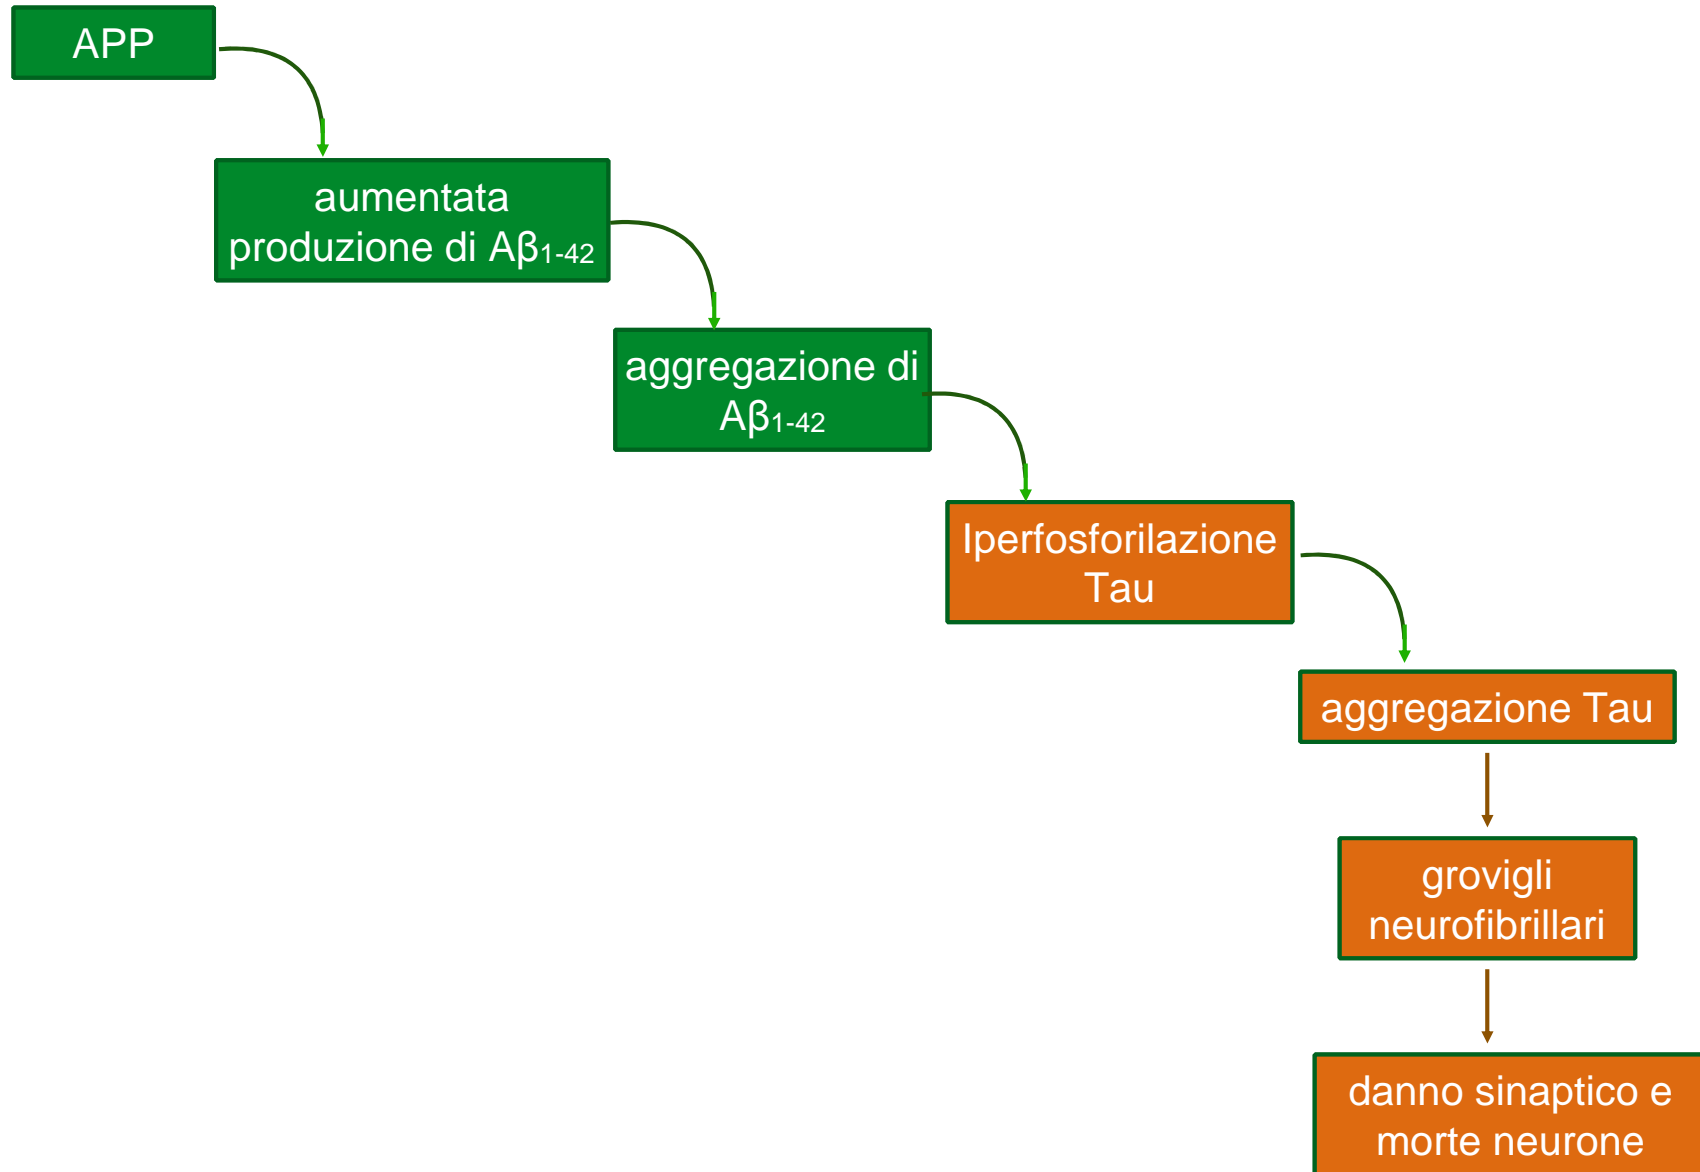 APP
aumentata
produzione di Aβ1-42
aggregazione di
Aβ1-42
Iperfosforilazione
Tau
aggregazione Tau
grovigli
neurofibrillari
danno sinaptico e
morte neurone